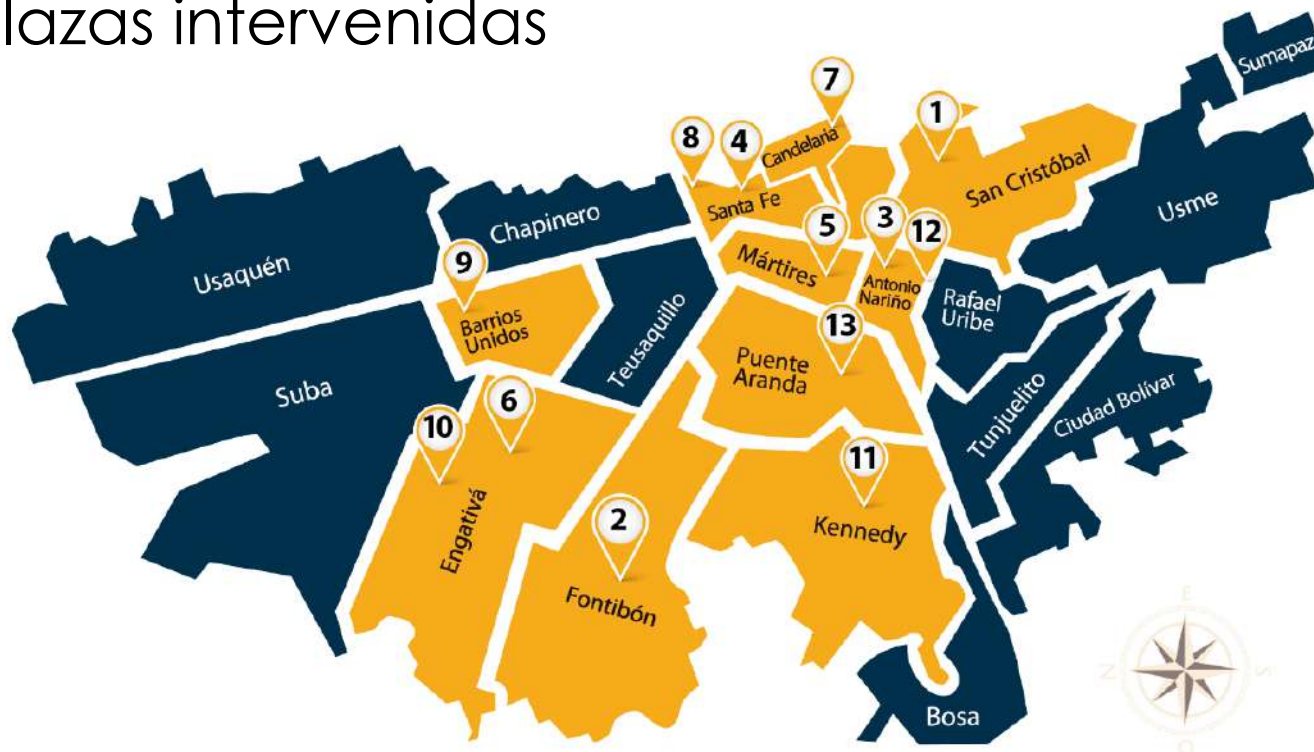 lazas intervenidas
Sumapaz
7
1
8
4
Candelaria
San Cristóbal
Santa Fe
3
Usme
Chapinero
5
12
Usaquén
9
Mártires
Antonio
Nariño
Rafael
Uribe
Barrios
Unidos
Teusaquillo
13
Puente
Aranda
Suba
6
Tunjuelito
Ciudad Bolívar
10
11
Engativá
2
Kennedy
Fontibón
E
N
S
Bosa
O